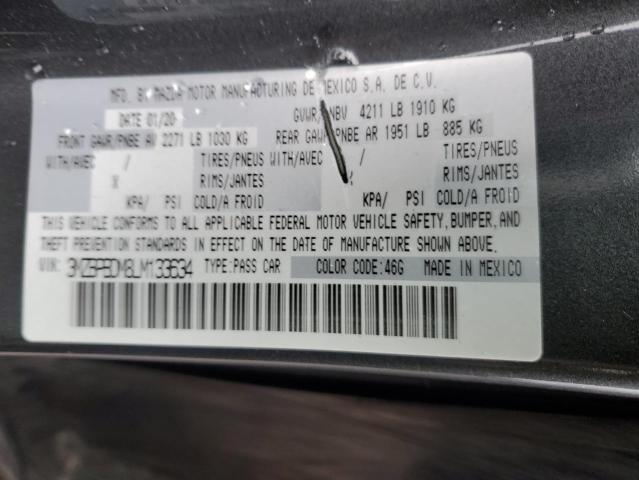 MFD. BY MAZDA MOTOR MANUFACTURING DE MEXICO S.A. DE C.V.
DATE 01/20 GVWR/PNBV 4211 LB 1910 KG
FRONT GAWR/PNBE AV 2271 LB 1030 KG REAR GAWR/PNBE AR 1951 LB 885 KG
WITH/AVEC / TIRES/PNEUS WITH/AVEC / TIRES/PNEUS
X RIMS/JANTES X RIMS/JANTES
KPA/ PSI COLD/A FROID KPA/ PSI COLD/A FROID
THIS VEHICLE CONFORMS TO ALL APPLICABLE FEDERAL MOTOR VEHICLE SAFETY, BUMPER, AND
THEFT PREVENTION STANDARDS IN EFFECT ON THE DATE OF MANUFACTURE SHOWN ABOVE.
VIN: TYPE:PASS CAR COLOR CODE:46G MADE IN MEXICO